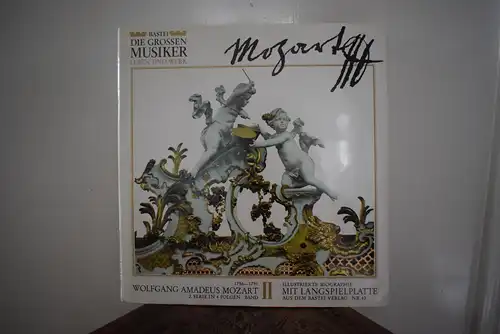 BASTEI
DIE GROSSEN
MUSIKER
LEBEN UND WERK
Mozart
1756–1791
WOLFGANG AMADEUS MOZART
2. SERIE IN 4 FOLGEN · BAND
II
ILLUSTRIERTE BIOGRAPHIE
MIT LANGSPIELPLATTE
AUS DEM BASTEI VERLAG · NR.